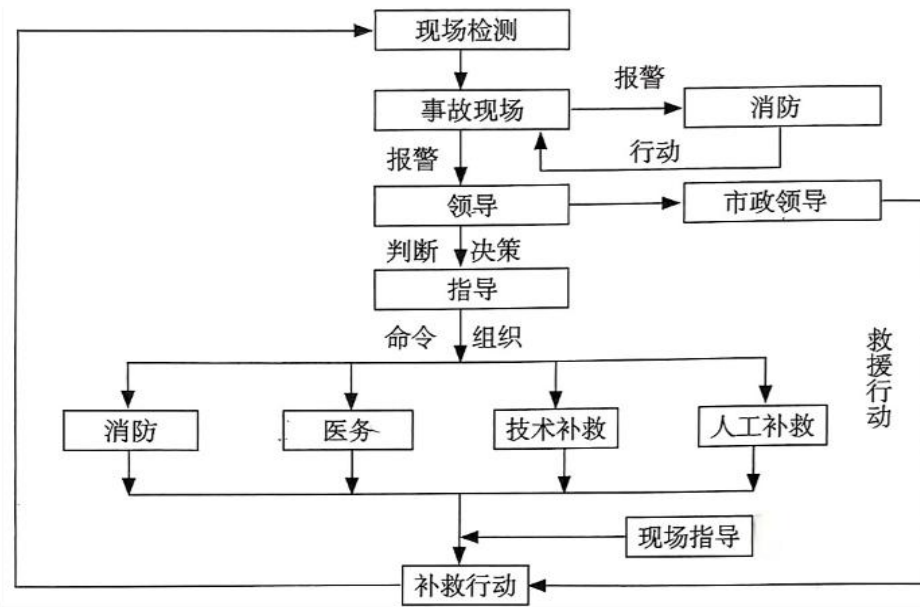 现场检测
报警
事故现场
消防
行动
报警
领导
市政领导
判断 决策
指导
命令 组织
救援行动
消防
医务
技术补救
人工补救
现场指导
补救行动